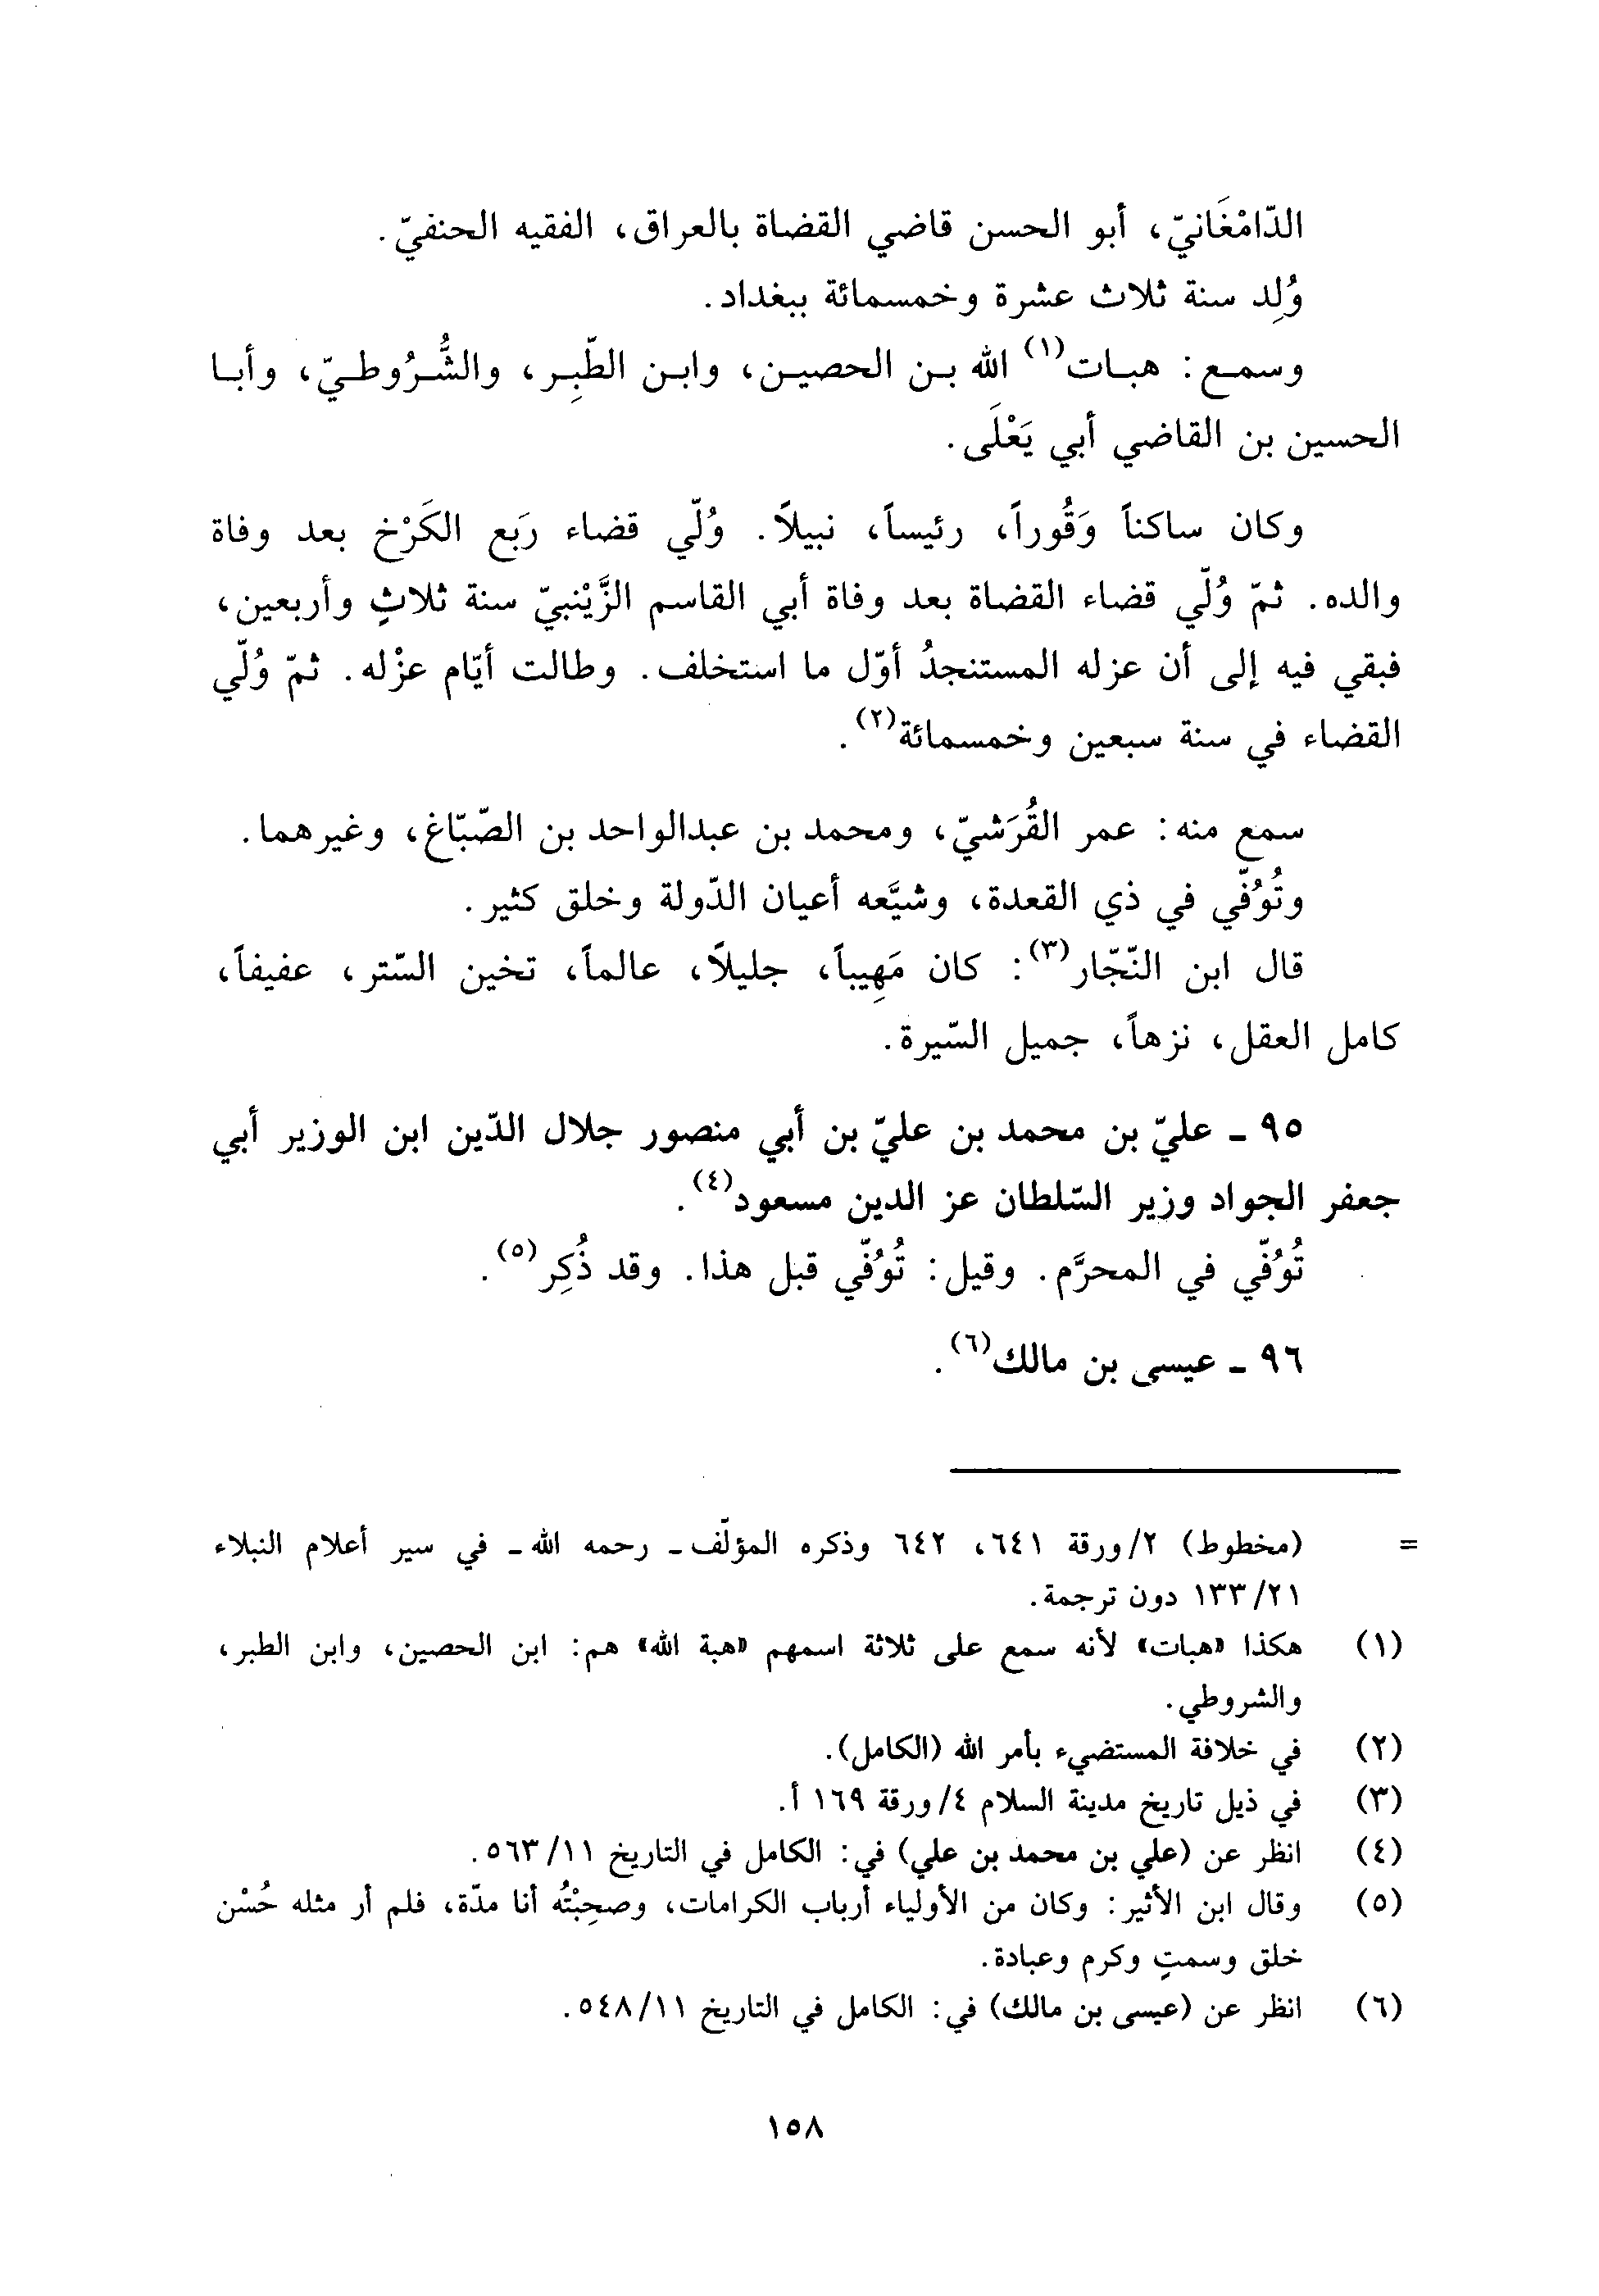 الدّامْغَانيّ، أبو الحسن قاضي القضاة بالعراق، الفقيه الحنفيّ.
وُلِد سنة ثلاث عشرة وخمسمائة ببغداد.
وسمع: هبات(١) الله بن الحصين، وابن الطّبِر، والشُّرُوطيّ، وأبا
الحسين بن القاضي أبي يَعْلَى.
وكان ساكناً وَقُوراً، رئيساً، نبيلاً. وُلّي قضاء رَبَع الكَرْخ بعد وفاة
والده. ثمّ وُلّي قضاء القضاة بعد وفاة أبي القاسم الزَّيْنبيّ سنة ثلاثٍ وأربعين،
فبقي فيه إلى أن عزله المستنجدُ أوّل ما استخلف. وطالت أيّام عزْله. ثمّ وُلّي
القضاء في سنة سبعين وخمسمائة(٢).
سمع منه: عمر القُرَشيّ، ومحمد بن عبدالواحد بن الصّبّاغ، وغيرهما.
وتُوُفّي في ذي القعدة، وشيَّعه أعيان الدّولة وخلق كثير.
قال ابن النّجّار(٣): كان مَهِيباً، جليلاً، عالماً، تخين السّتر، عفيفاً،
كامل العقل، نزهاً، جميل السّيرة.
٩٥ ـ عليّ بن محمد بن عليّ بن أبي منصور جلال الدّين ابن الوزير أبي
جعفر الجواد وزير السّلطان عز الدين مسعود(٤).
تُوُفّي في المحرَّم. وقيل: تُوُفّي قبل هذا. وقد ذُكِر(٥).
٩٦ ـ عيسى بن مالك(٦).
= (مخطوط) ٢/ورقة ٦٤١، ٦٤٢ وذكره المؤلّف ـ رحمه الله ـ في سير أعلام النبلاء
٢١/ ١٣٣ دون ترجمة.
(١) هكذا «هبات» لأنه سمع على ثلاثة اسمهم «هبة الله» هم: ابن الحصين، وابن الطبر،
والشروطي.
(٢) في خلافة المستضيء بأمر الله (الكامل).
(٣) في ذيل تاريخ مدينة السلام ٤/ ورقة ١٦٩ أ.
(٤) انظر عن (علي بن محمد بن علي) في: الكامل في التاريخ ١١/ ٥٦٣.
(٥) وقال ابن الأثير: وكان من الأولياء أرباب الكرامات، وصحِبْتُه أنا مدّة، فلم أر مثله حُسْن
خلق وسمتٍ وكرم وعبادة.
(٦) انظر عن (عيسى بن مالك) في: الكامل في التاريخ ١١/ ٥٤٨.
١٥٨